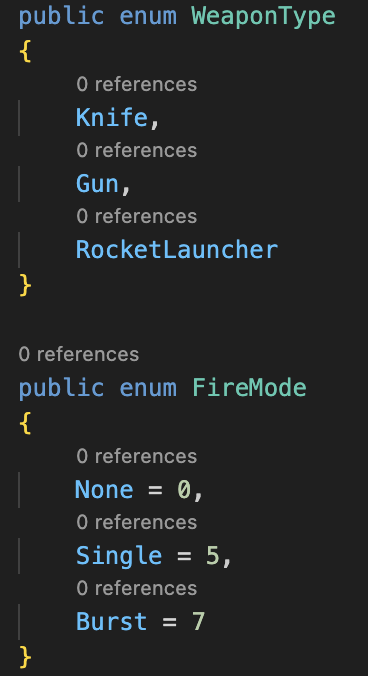 public enum WeaponType
{
0 references
Knife,
0 references
Gun,
0 references
RocketLauncher
}
0 references
public enum FireMode
{
0 references
None = 0,
0 references
Single = 5,
0 references
Burst = 7
}